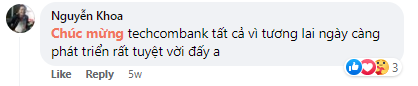 Nguyễn Khoa
Chúc mừng techcombank tất cả vì tương lai ngày càng
phát triển rất tuyệt vời đấy a
Like Reply 5w
3